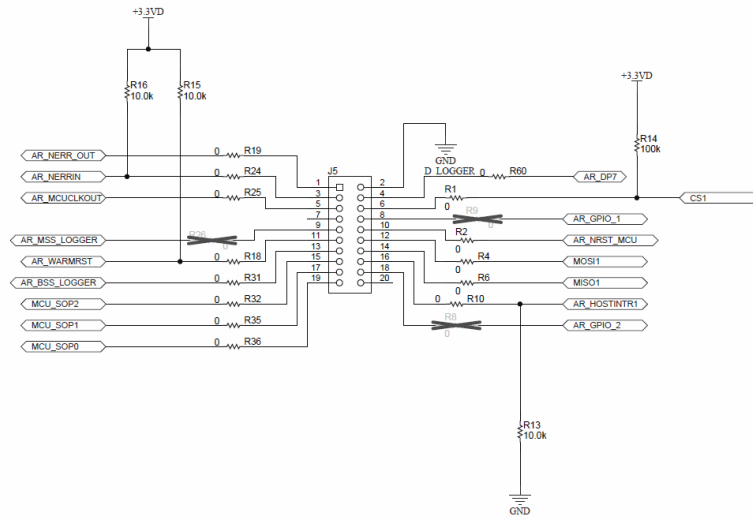 +3.3VD
R16
10.0k
R15
10.0k
+3.3VD
R14
100k
AR_NERR_OUT
0
R19
GND
AR_NERRIN
0
R24
J5
D_LOGGER
0
R60
AR_DP7
AR_MCUCLKOUT
0
R25
R1
0
CS1
1
2
3
4
5
6
7
8
9
10
11
12
13
14
15
16
17
18
19
20
AR_MSS_LOGGER
R26
0
R9
0
AR_GPIO_1
AR_WARMRST
0
R18
R2
0
AR_NRST_MCU
AR_BSS_LOGGER
0
R31
R4
0
MOSI1
MCU_SOP2
0
R32
R6
0
MISO1
MCU_SOP1
0
R35
0
R10
AR_HOSTINTR1
MCU_SOP0
0
R36
R8
0
AR_GPIO_2
R13
10.0k
GND